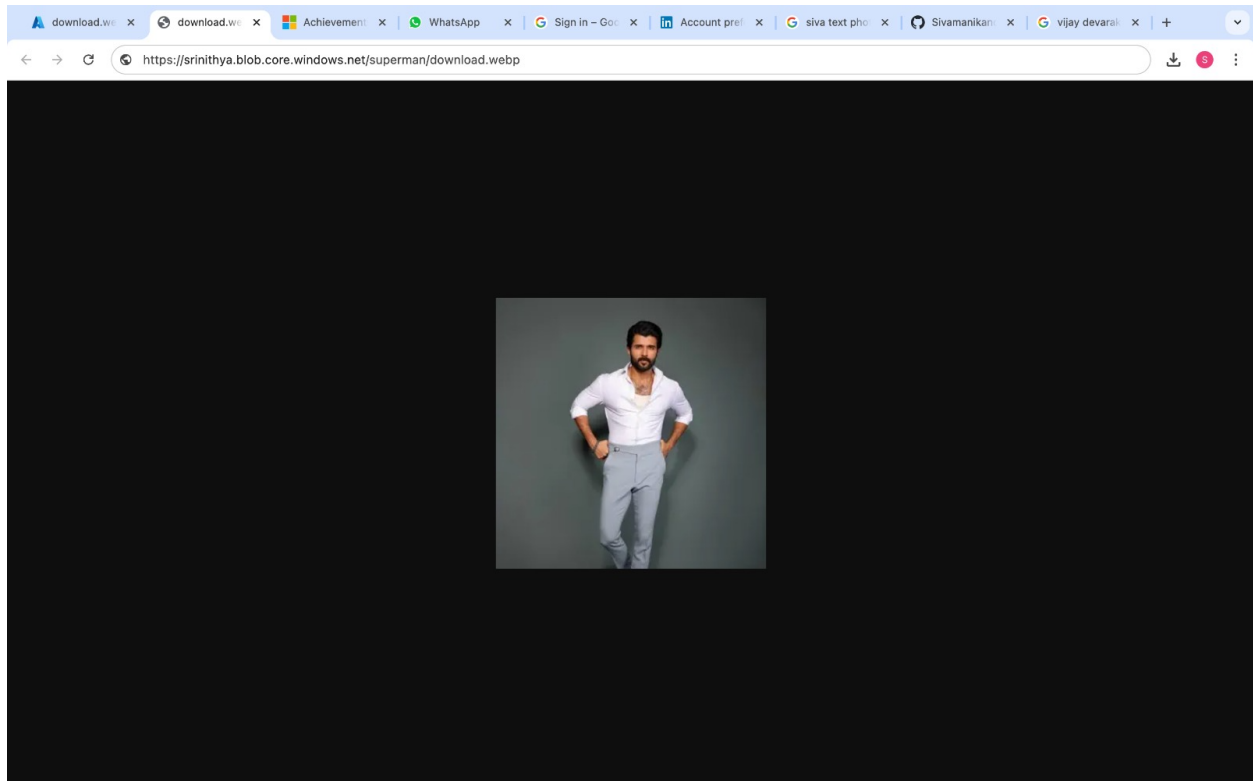 download.we Achievement WhatsApp Sign in – Goo Account pref siva text pho Sivamanikan vijay devarak
download.we
https://srinithya.blob.core.windows.net/superman/download.webp S